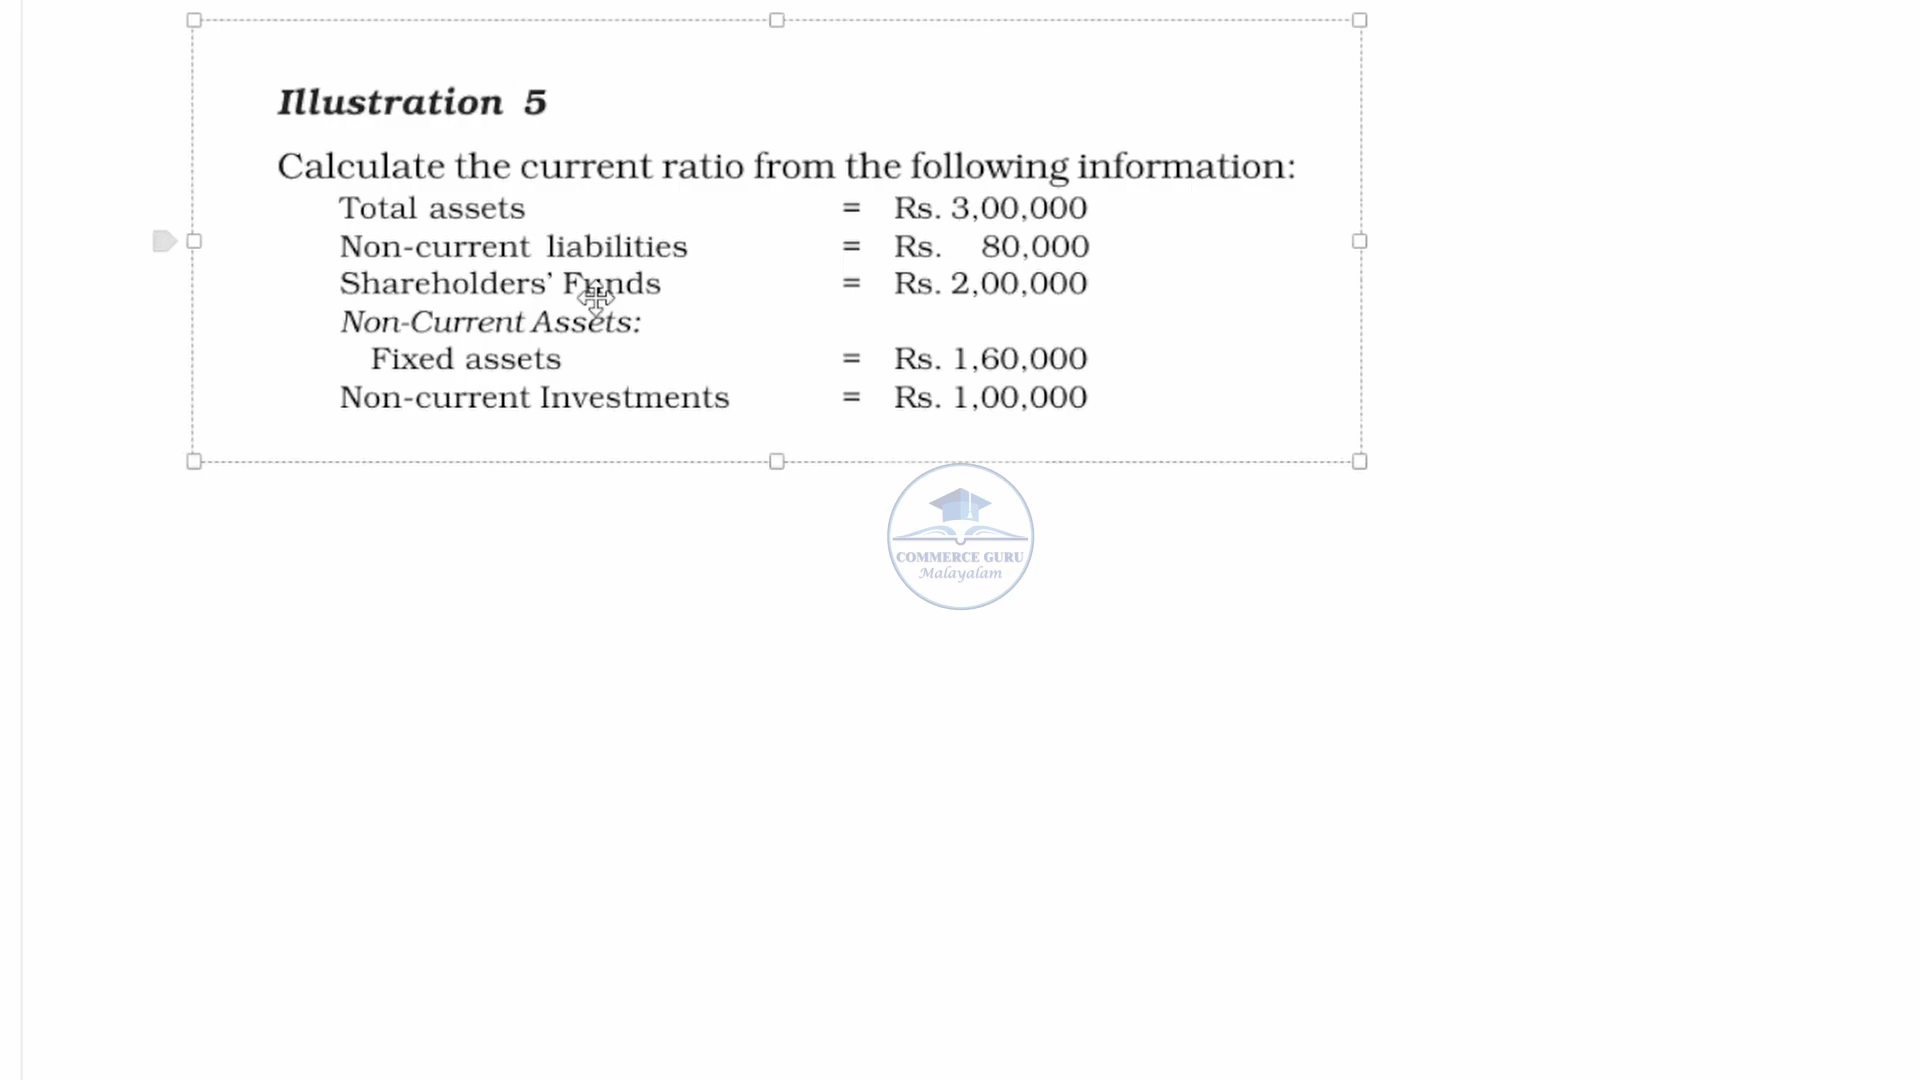 Illustration 5
Calculate the current ratio from the following information:
Total assets = Rs. 3,00,000
Non-current liabilities = Rs. 80,000
Shareholders’ Funds = Rs. 2,00,000
Non-Current Assets:
Fixed assets = Rs. 1,60,000
Non-current Investments = Rs. 1,00,000
COMMERCE GURU
Malayalam